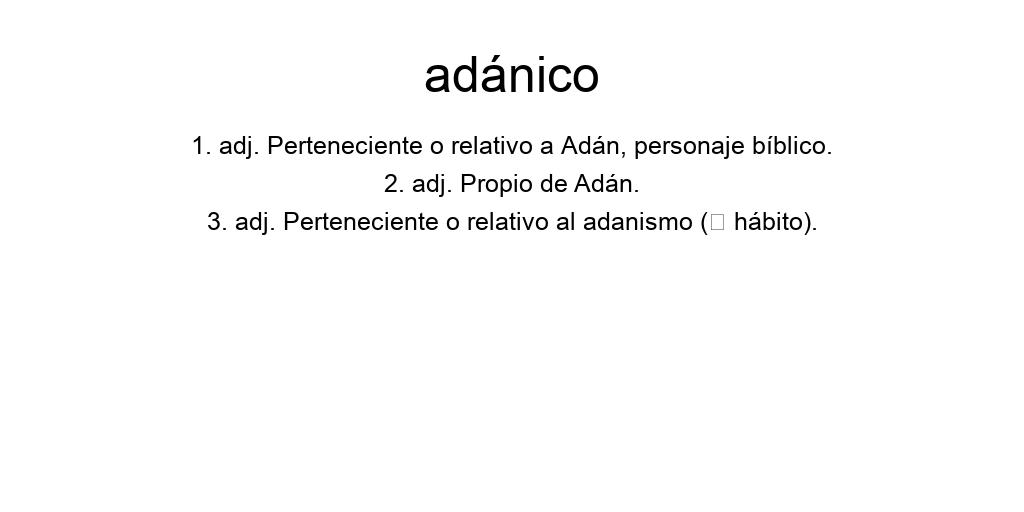 adánico
1. adj. Perteneciente o relativo a Adán, personaje bíblico.
2. adj. Propio de Adán.
3. adj. Perteneciente o relativo al adanismo (□ hábito).